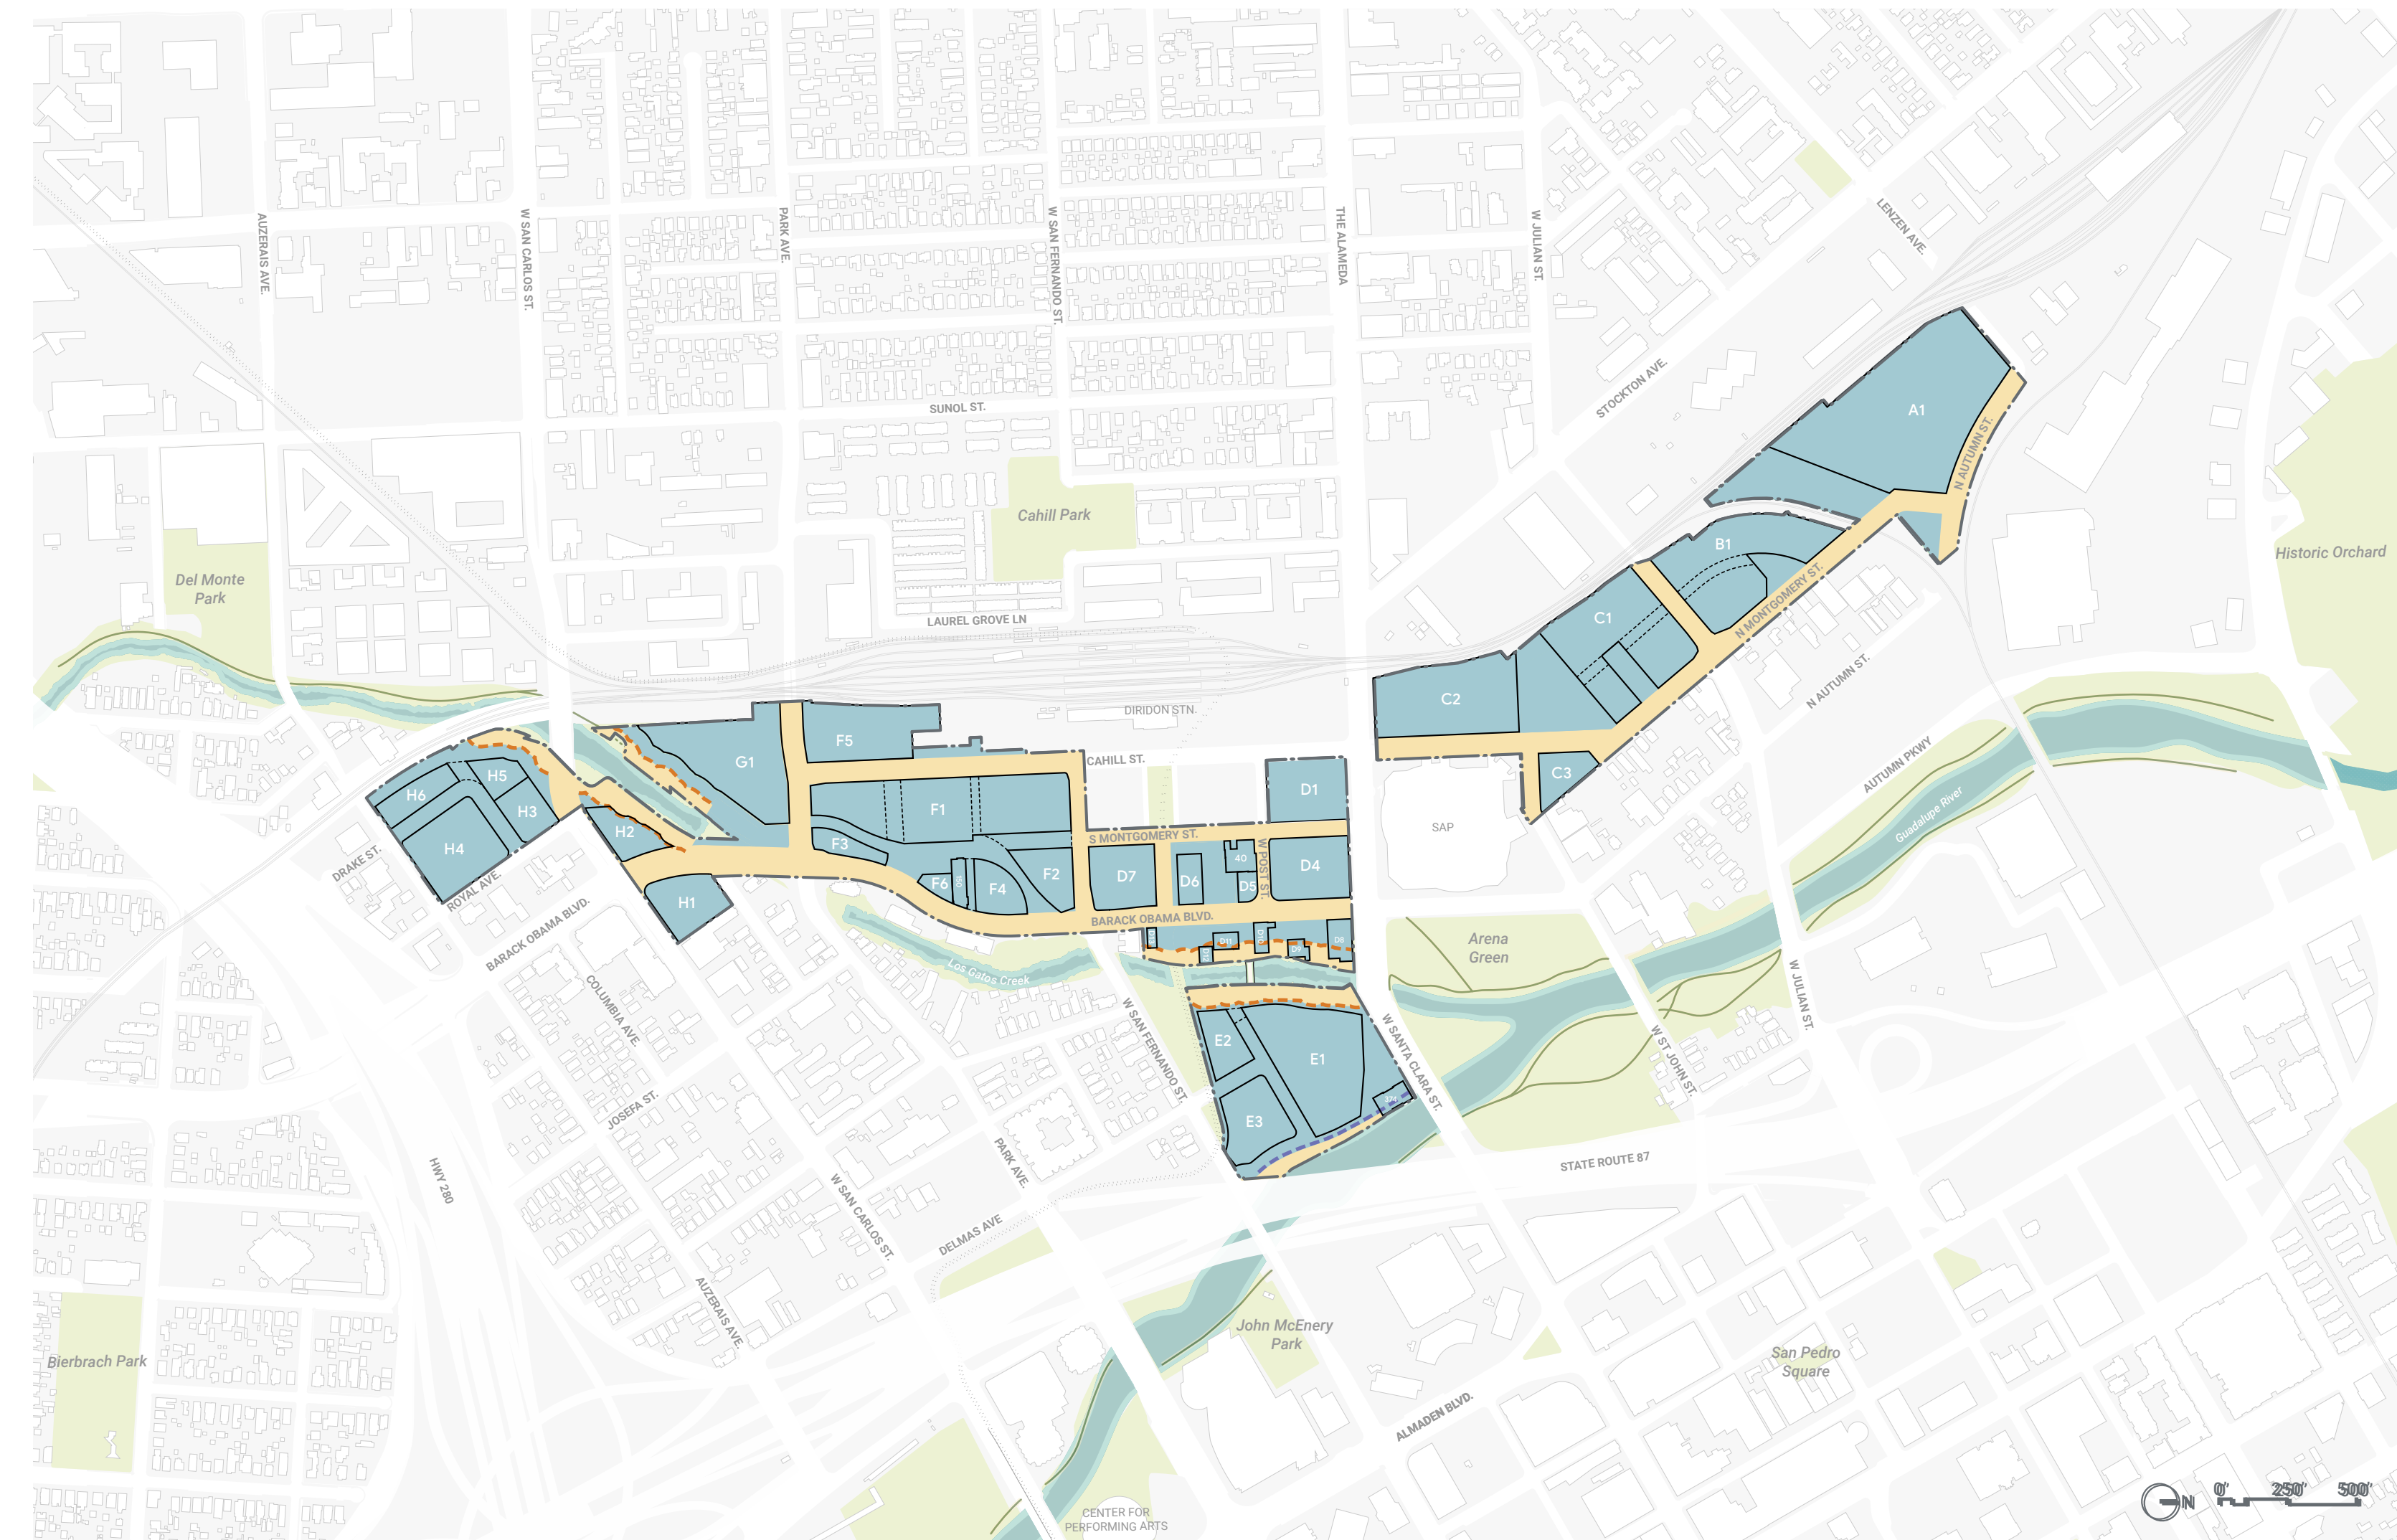 AUZERAIS AVE.
W SAN CARLOS ST.
PARK AVE.
W SAN FERNANDO ST.
THE ALAMEDA
W JULIAN ST.
LENZEN AVE.
STOCKTON AVE.
SUNOL ST.
A1
N AUTUMN ST.
Cahill Park
Historic Orchard
B1
Del Monte
Park
N MONTGOMERY ST.
LAUREL GROVE LN
C1
N AUTUMN ST.
C2
DIRIDON STN.
F5
G1
CAHILL ST.
C3
AUTUMN PKWY
H5
H6
D1
F1
H3
SAP
Guadalupe River
H2
S MONTGOMERY ST.
F3
H4
W POST ST.
40
D4
DRAKE ST.
F2
D7
D6
D5
F6
150
F4
ROYAL AVE.
H1
BARACK OBAMA BLVD.
BARACK OBAMA BLVD.
D11
D8
D9
Arena
Green
Los Gatos Creek
COLUMBIA AVE.
W SAN FERNANDO ST.
E2
E1
W SANTA CLARA ST.
W ST JOHN ST.
W JULIAN ST.
JOSEFA ST.
374
E3
PARK AVE.
HWY 280
STATE ROUTE 87
W SAN CARLOS ST.
DELMAS AVE
AUZERAIS AVE.
John McEnery
Park
Bierbrach Park
San Pedro
Square
ALMADEN BLVD.
CENTER FOR
PERFORMING ARTS
N
0' 250' 500'